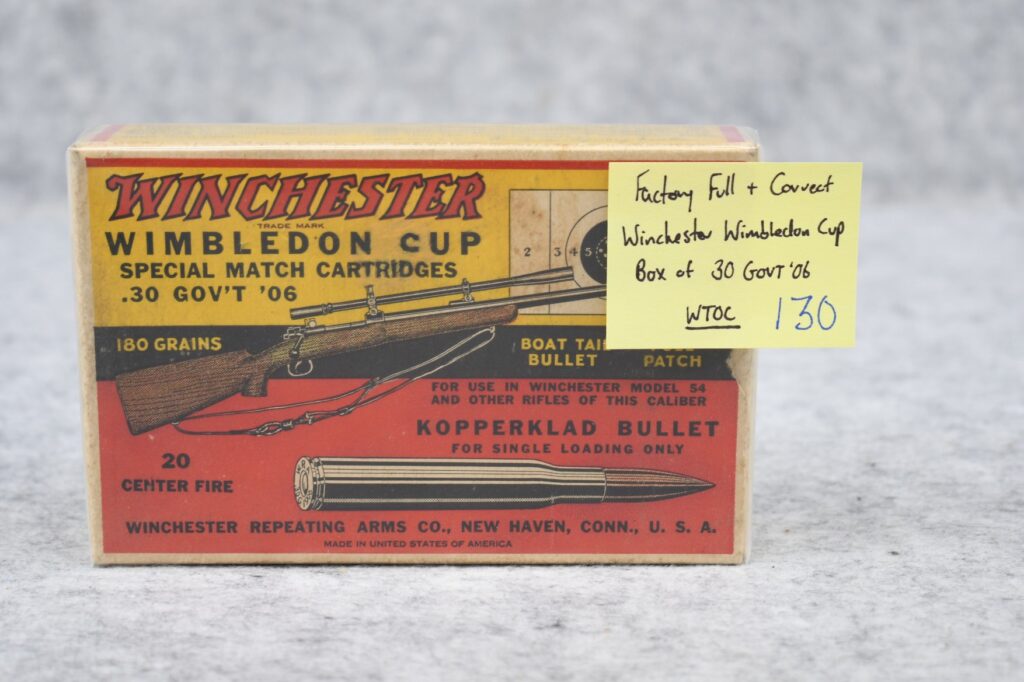 WINCHESTER
TRADE MARK
WIMBLEDON CUP
SPECIAL MATCH CARTRIDGES
.30 GOV'T '06
2 3 4 5
Factory Full + Correct
Winchester Wimbledon Cup
Box of 30 GOVT '06
WTOC 130
180 GRAINS
BOAT TAI
BULLET PATCH
FOR USE IN WINCHESTER MODEL 54
AND OTHER RIFLES OF THIS CALIBER
KOPPERKLAD BULLET
FOR SINGLE LOADING ONLY
20
CENTER FIRE
WINCHESTER REPEATING ARMS CO., NEW HAVEN, CONN., U. S. A.
MADE IN UNITED STATES OF AMERICA